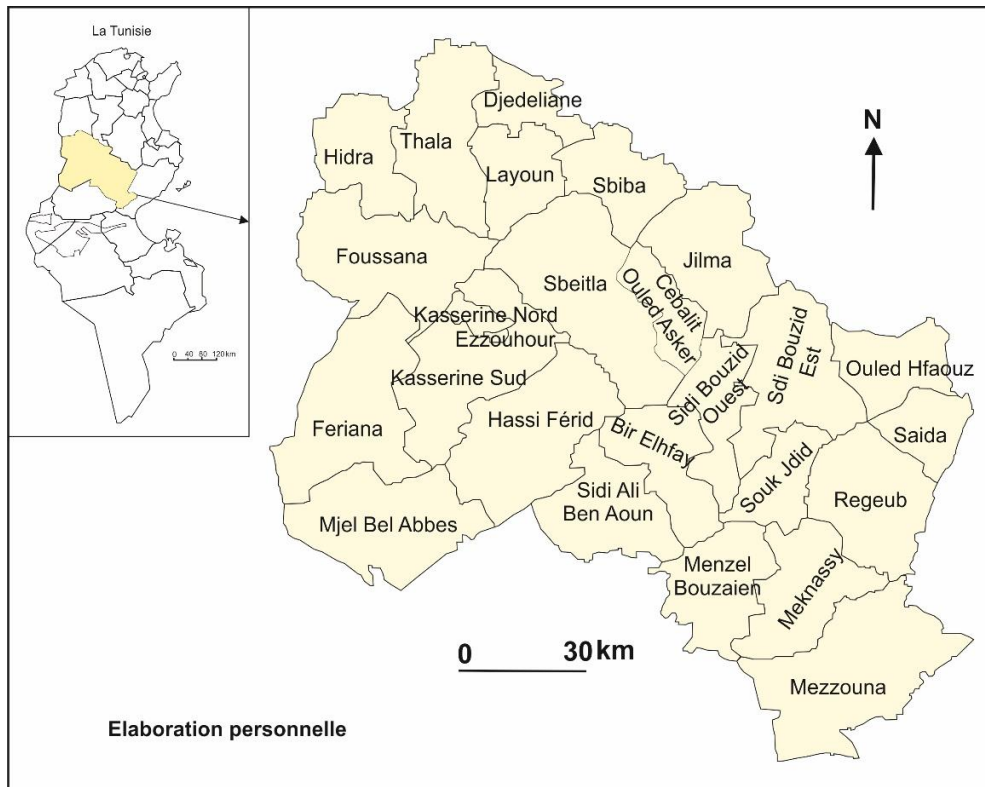 La Tunisie
0 40 80 120 km
N
Djedeliane
Thala
Hidra
Layoun
Sbiba
Foussana
Sbeitla
Jilma
Cebalit
Ouled Asker
Kasserine Nord
Ezzouhour
Kasserine Sud
Sidi Bouzid
Ouest
Sdi Bouzid
Est
Ouled Hfaouz
Feriana
Hassi Férid
Bir Elhfay
Saida
Souk Jdid
Regeub
Mjel Bel Abbes
Sidi Ali
Ben Aoun
Menzel
Bouzaien
Meknassy
Mezzouna
0 30 km
Elaboration personnelle